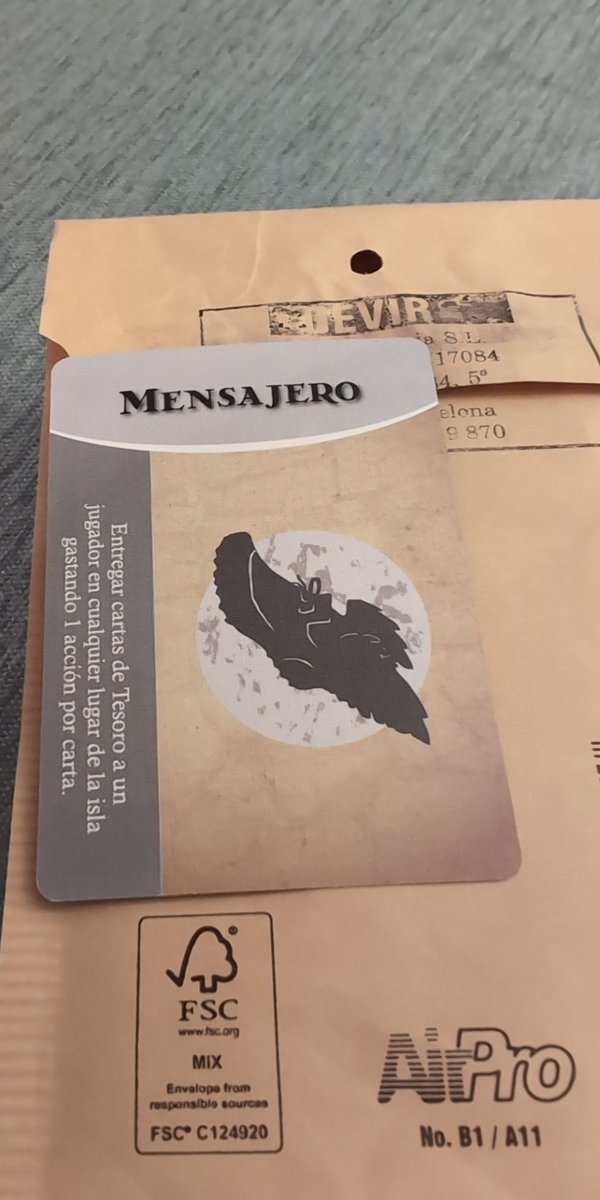 DEVIR
ia S.L.
17084
4, 5º
elona
9 870
MENSAJERO
Entregar cartas de Tesoro a un
jugador en cualquier lugar de la isla
gastando 1 acción por carta.
FSC®
www.fsc.org
MIX
Envelope from
responsible sources
FSC® C124920
AirPro
No. B1 / A11